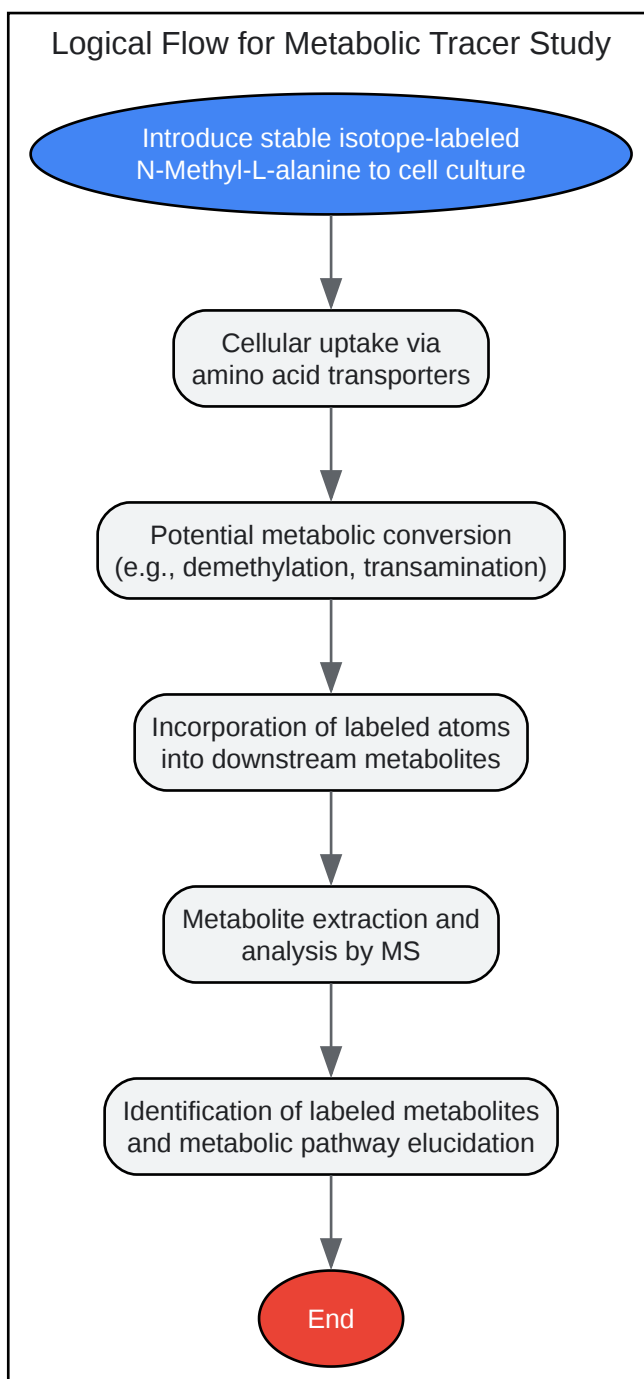 Logical Flow for Metabolic Tracer Study
Introduce stable isotope-labeled
N-Methyl-L-alanine to cell culture
Cellular uptake via
amino acid transporters
Potential metabolic conversion
(e.g., demethylation, transamination)
Incorporation of labeled atoms
into downstream metabolites
Metabolite extraction and
analysis by MS
Identification of labeled metabolites
and metabolic pathway elucidation
End